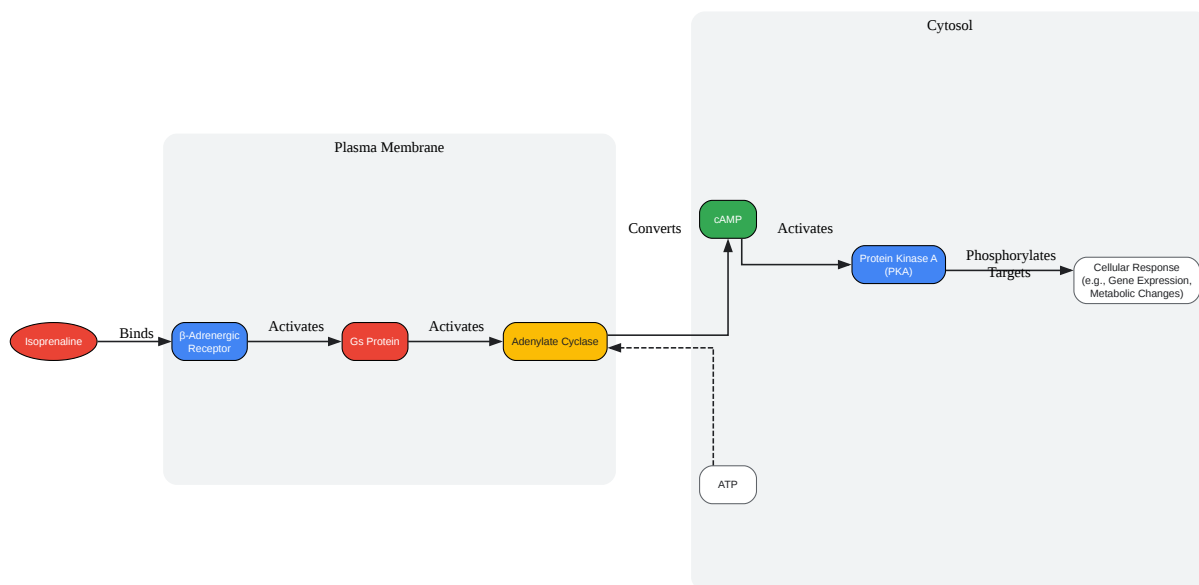 Cytosol
Plasma Membrane
cAMP
Converts
Activates
Protein Kinase A
(PKA)
Phosphorylates
Targets
Cellular Response
(e.g., Gene Expression,
Metabolic Changes)
Isoprenaline
Binds
β-Adrenergic
Receptor
Activates
Gs Protein
Activates
Adenylate Cyclase
ATP